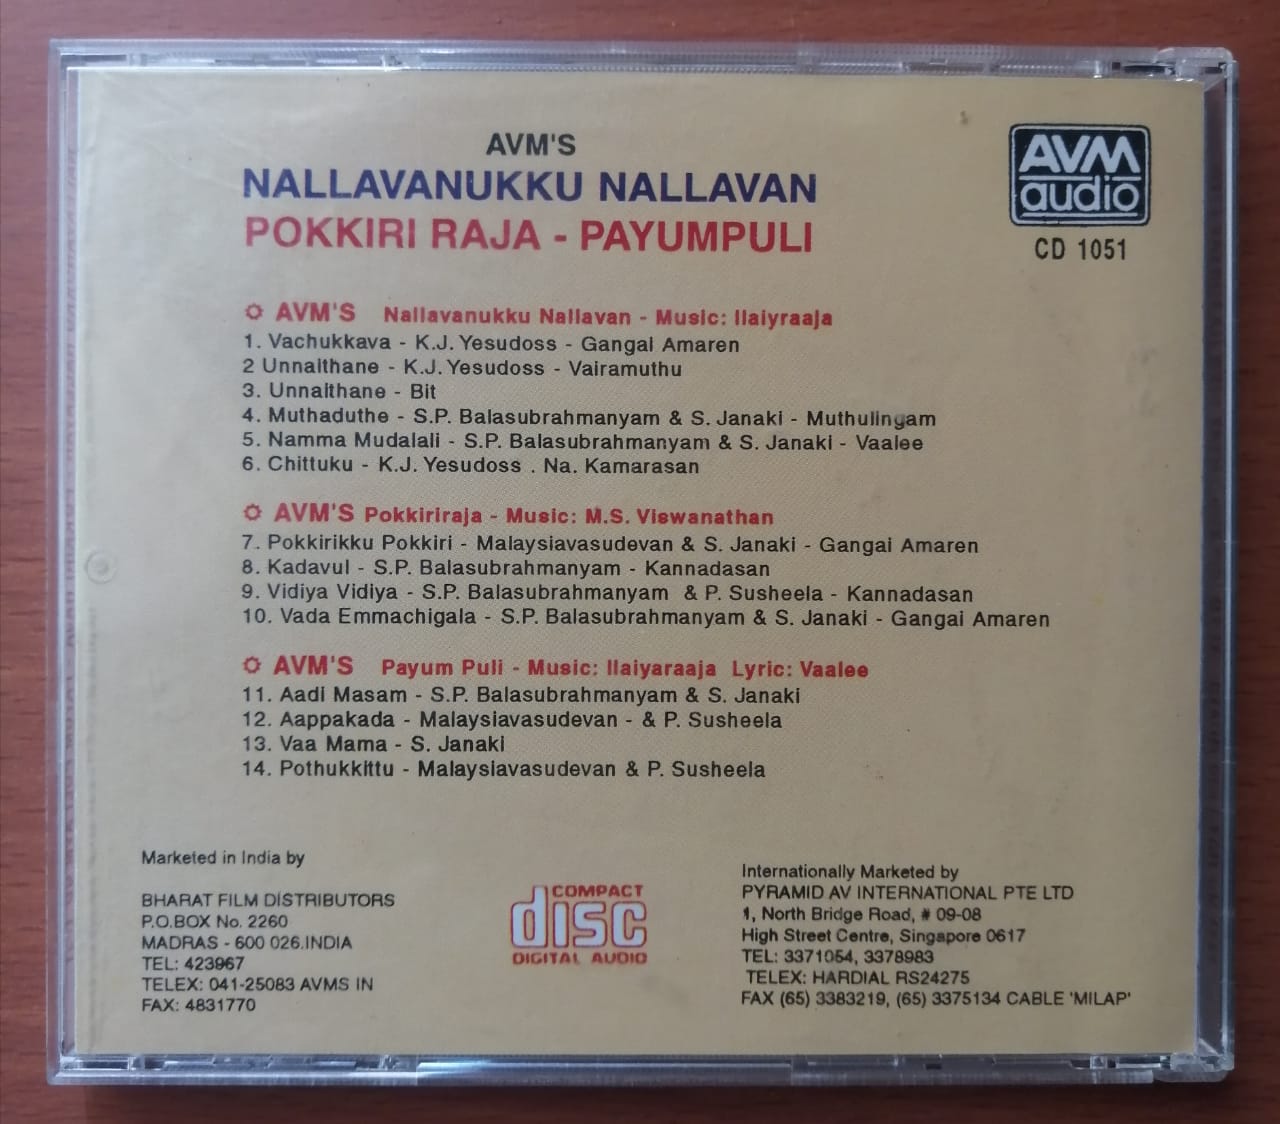 AVM'S
NALLAVANUKKU NALLAVAN
POKKIRI RAJA - PAYUMPULI
AVM
audio
CD 1051
AVM'S Nallavanukku Nallavan - Music: Ilaiyraaja
1. Vachukkava - K.J. Yesudoss - Gangai Amaren
2 Unnaithane - K.J. Yesudoss - Vairamuthu
3. Unnaithane - Bit
4. Muthaduthe - S.P. Balasubrahmanyam & S. Janaki - Muthulingam
5. Namma Mudalali - S.P. Balasubrahmanyam & S. Janaki - Vaalee
6. Chittuku - K.J. Yesudoss . Na. Kamarasan
AVM'S Pokkiriraja - Music: M.S. Viswanathan
7. Pokkirikku Pokkiri - Malaysiavasudevan & S. Janaki - Gangai Amaren
8. Kadavul - S.P. Balasubrahmanyam - Kannadasan
9. Vidiya Vidiya - S.P. Balasubrahmanyam & P. Susheela - Kannadasan
10. Vada Emmachigala - S.P. Balasubrahmanyam & S. Janaki - Gangai Amaren
AVM'S Payum Puli - Music: Ilaiyaraaja Lyric: Vaalee
11. Aadi Masam - S.P. Balasubrahmanyam & S. Janaki
12. Aappakada - Malaysiavasudevan - & P. Susheela
13. Vaa Mama - S. Janaki
14. Pothukkittu - Malaysiavasudevan & P. Susheela
Marketed in India by
BHARAT FILM DISTRIBUTORS
P.O.BOX No. 2260
MADRAS - 600 026.INDIA
TEL: 423967
TELEX: 041-25083 AVMS IN
FAX: 4831770
COMPACT
disc
DIGITAL AUDIO
Internationally Marketed by
PYRAMID AV INTERNATIONAL PTE LTD
1, North Bridge Road, # 09-08
High Street Centre, Singapore 0617
TEL: 3371054, 3378983
TELEX: HARDIAL RS24275
FAX (65) 3383219, (65) 3375134 CABLE 'MILAP'